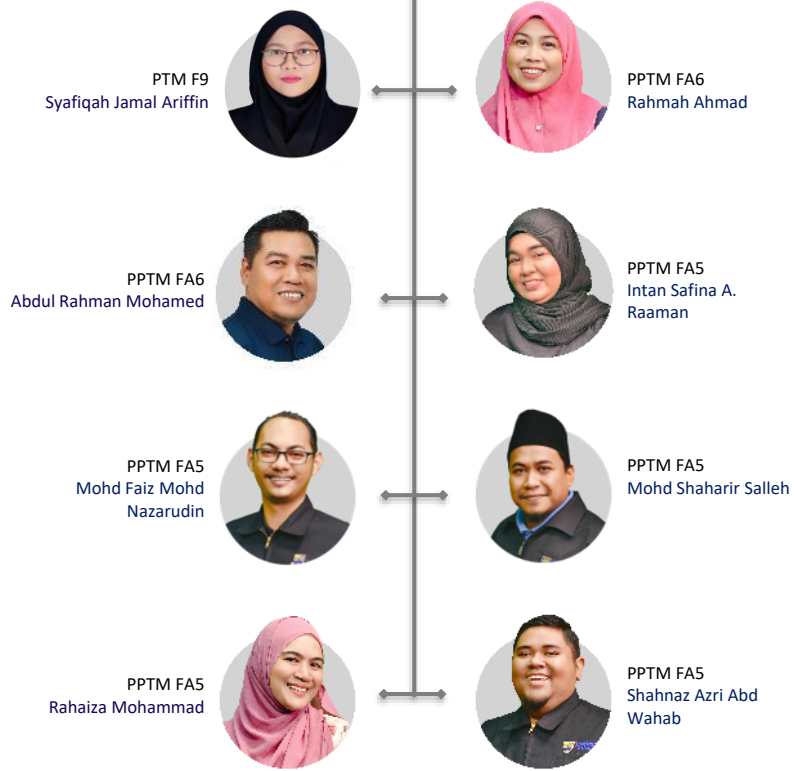 PTM F9
Syafiqah Jamal Ariffin
PPTM FA6
Rahmah Ahmad
PPTM FA6
Abdul Rahman Mohamed
PPTM FA5
Intan Safina A.
Raaman
PPTM FA5
Mohd Faiz Mohd
Nazarudin
PPTM FA5
Mohd Shaharir Salleh
PPTM FA5
Rahaiza Mohammad
PPTM FA5
Shahnaz Azri Abd
Wahab